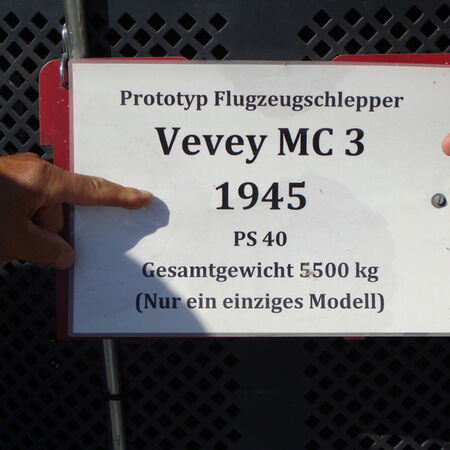 Prototyp Flugzeugschlepper
Vevey MC 3
1945
PS 40
Gesamtgewicht 5500 kg
(Nur ein einziges Modell)